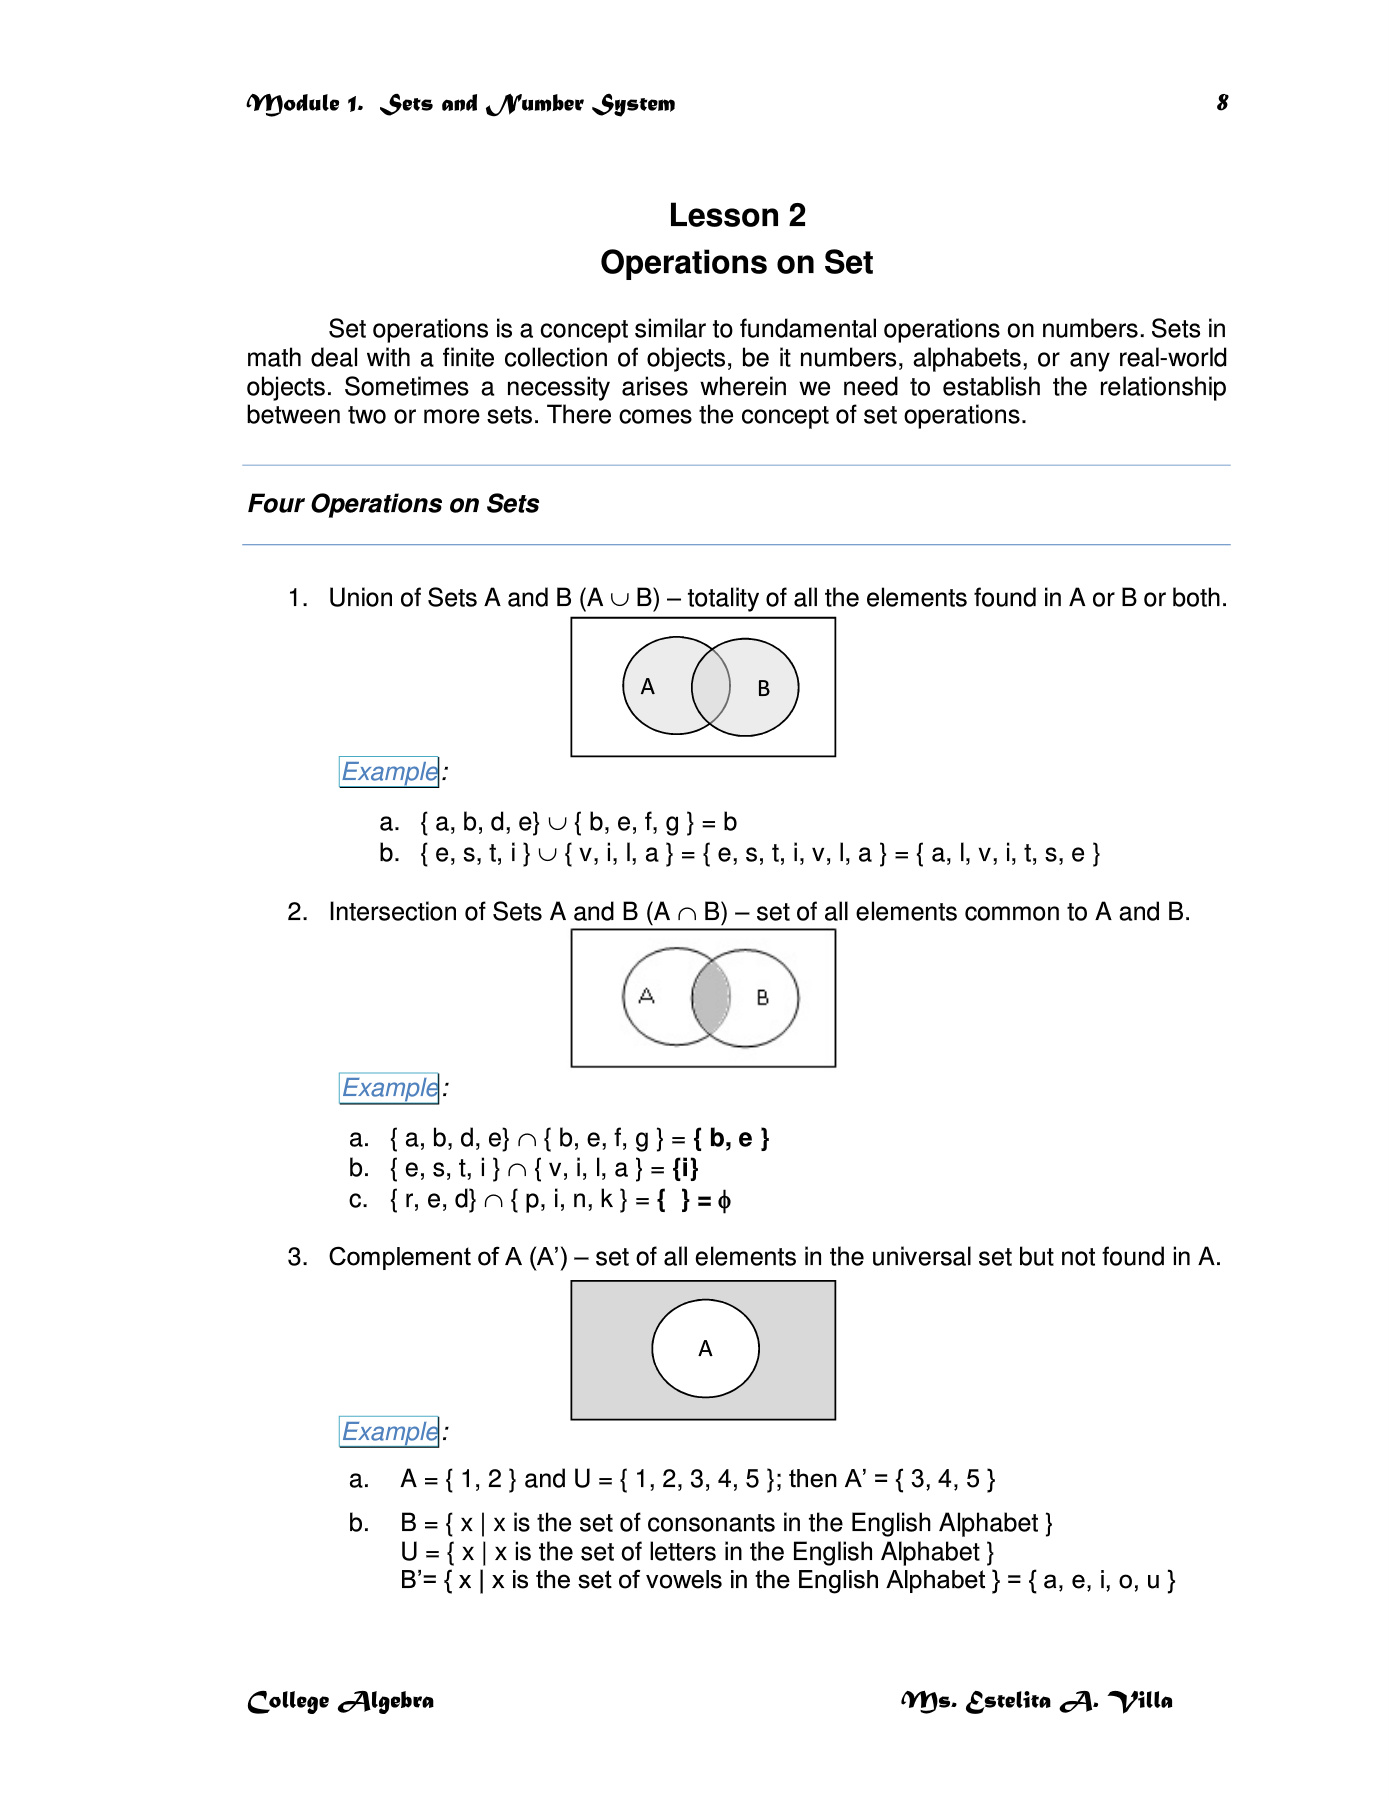 Module 1. Sets and Number System 8
Lesson 2
Operations on Set
Set operations is a concept similar to fundamental operations on numbers. Sets in
math deal with a finite collection of objects, be it numbers, alphabets, or any real-world
objects. Sometimes a necessity arises wherein we need to establish the relationship
between two or more sets. There comes the concept of set operations.
Four Operations on Sets
1. Union of Sets A and B (A ∪ B) – totality of all the elements found in A or B or both.
A B
Example:
a. { a, b, d, e} ∪ { b, e, f, g } = b
b. { e, s, t, i } ∪ { v, i, l, a } = { e, s, t, i, v, l, a } = { a, l, v, i, t, s, e }
2. Intersection of Sets A and B (A ∩ B) – set of all elements common to A and B.
A B
Example:
a. { a, b, d, e} ∩ { b, e, f, g } = { b, e }
b. { e, s, t, i } ∩ { v, i, l, a } = {i}
c. { r, e, d} ∩ { p, i, n, k } = { } = ϕ
3. Complement of A (A’) – set of all elements in the universal set but not found in A.
A
Example:
a. A = { 1, 2 } and U = { 1, 2, 3, 4, 5 }; then A’ = { 3, 4, 5 }
b. B = { x | x is the set of consonants in the English Alphabet }
U = { x | x is the set of letters in the English Alphabet }
B’= { x | x is the set of vowels in the English Alphabet } = { a, e, i, o, u }
College Algebra Ms. Estelita A. Villa